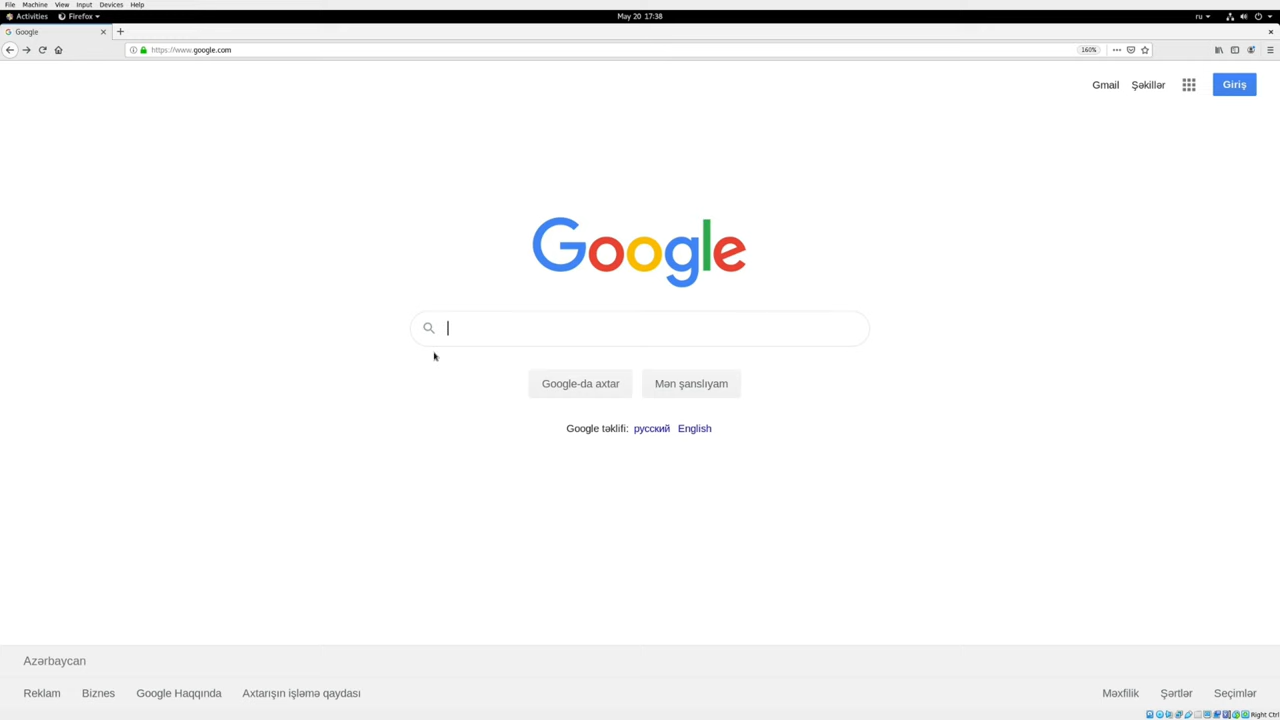 File Machine View Input Devices Help
Activities Firefox May 20 17:38 ru
Google
https://www.google.com 160%
Gmail Şəkillər Giriş
Google
Google-da axtar Mən şanslıyam
Google təklifi: русский English
Azərbaycan
Reklam Biznes Google Haqqında Axtarışın işləmə qaydası Məxfilik Şərtlər Seçimlər
Right Ctrl